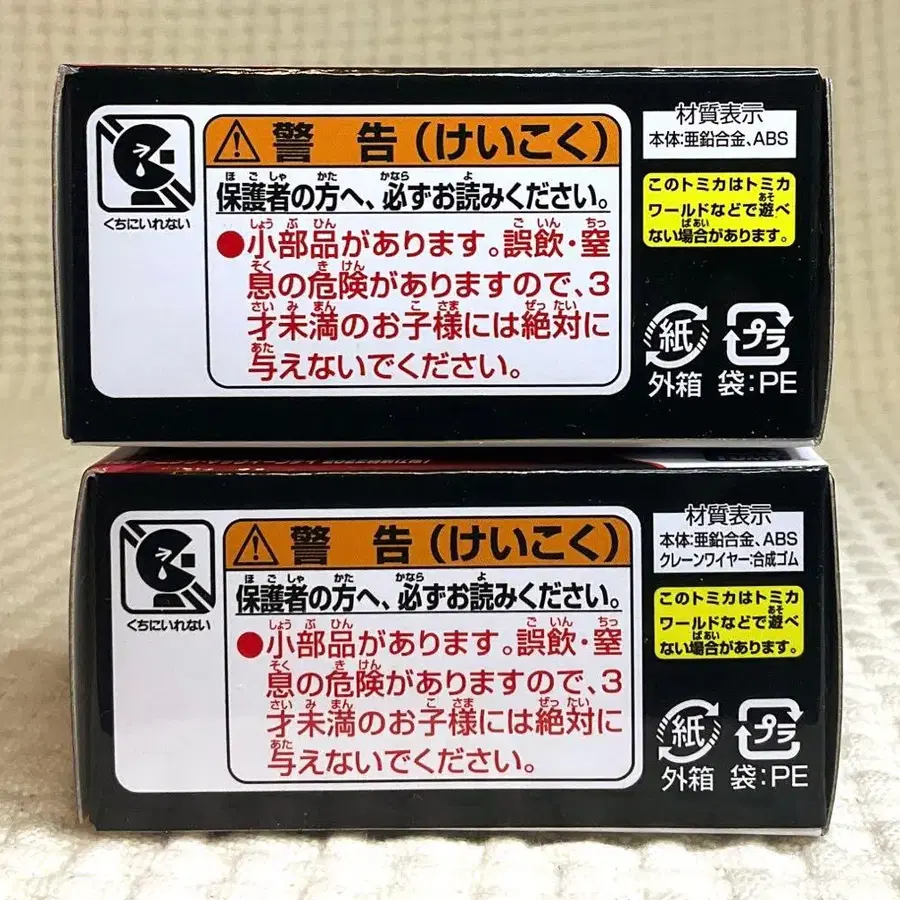 警 告（けいこく）
保護者の方へ、必ずお読みください。
ほごしゃ かた かなら よ
●小部品があります。誤飲・窒
しょうぶひん ごいん ちっ
息の危険がありますので、3
そく きけん
才未満のお子様には絶対に
さいみまん こさま ぜったい
与えないでください。
あた
くちにいれない
材質表示
本体:亜鉛合金、ABS
このトミカはトミカ
ワールドなどで遊べ
あそ
ない場合があります。
ばあい
紙
プラ
外箱 袋:PE
警 告（けいこく）
保護者の方へ、必ずお読みください。
ほごしゃ かた かなら よ
●小部品があります。誤飲・窒
しょうぶひん ごいん ちっ
息の危険がありますので、3
そく きけん
才未満のお子様には絶対に
さいみまん こさま ぜったい
与えないでください。
あた
くちにいれない
材質表示
本体:亜鉛合金、ABS
クレーンワイヤー:合成ゴム
このトミカはトミカ
ワールドなどで遊べ
あそ
ない場合があります。
ばあい
紙
プラ
外箱 袋:PE